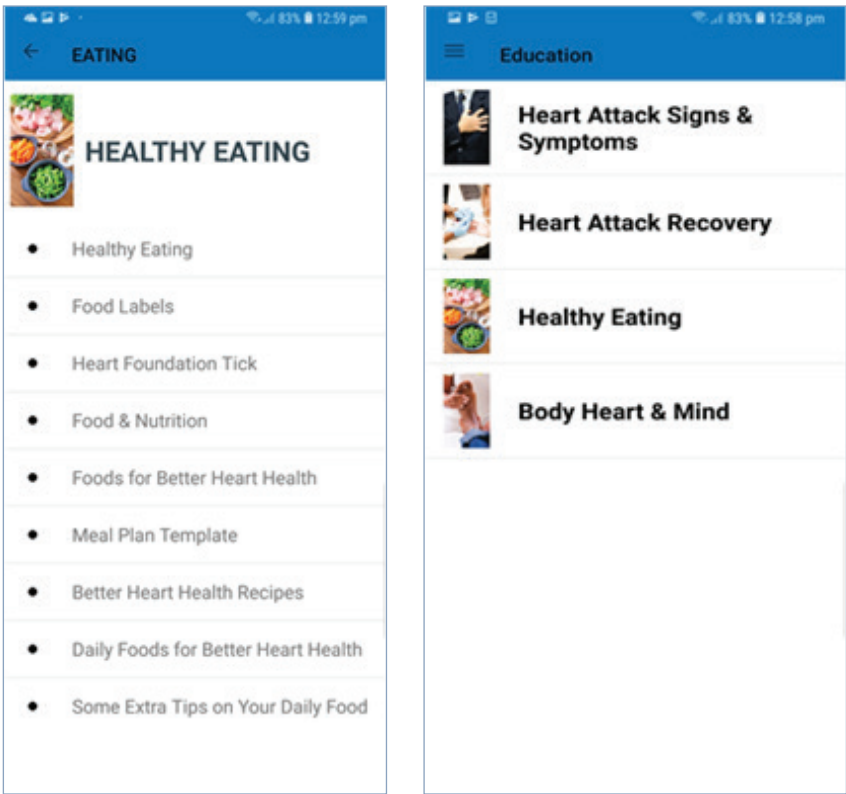 83% 12:59 pm
EATING
HEALTHY EATING
Healthy Eating
Food Labels
Heart Foundation Tick
Food & Nutrition
Foods for Better Heart Health
Meal Plan Template
Better Heart Health Recipes
Daily Foods for Better Heart Health
Some Extra Tips on Your Daily Food
83% 12:58 pm
Education
Heart Attack Signs &
Symptoms
Heart Attack Recovery
Healthy Eating
Body Heart & Mind